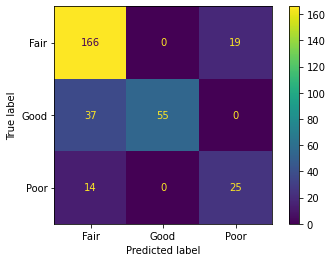 160
140
120
100
80
60
40
20
0
True label
Fair 166 0 19
Good 37 55 0
Poor 14 0 25
Fair Good Poor
Predicted label